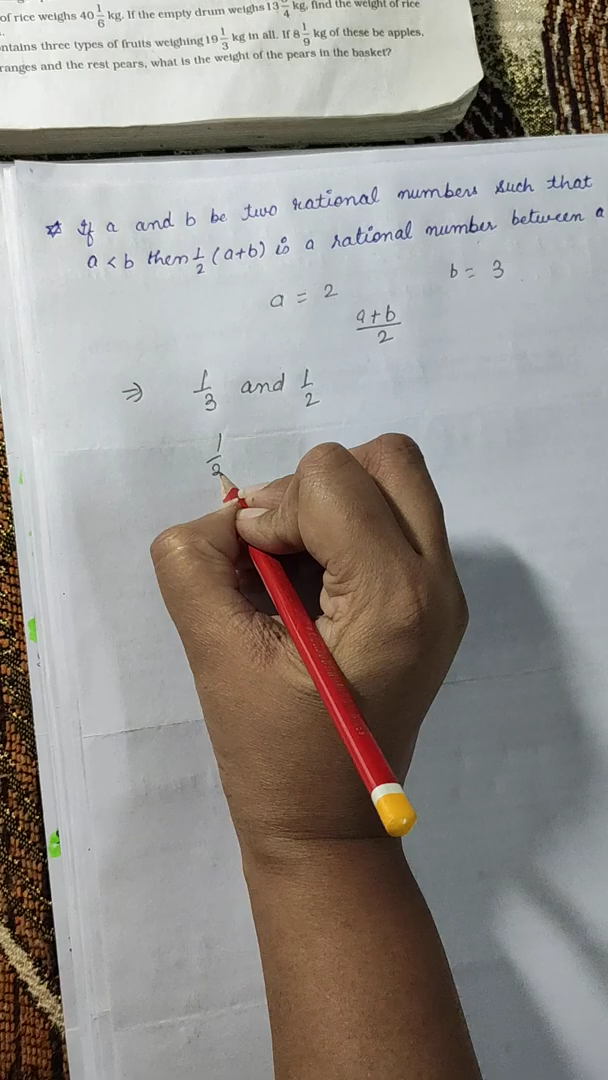 of rice weighs 40 1/6 kg. If the empty drum weighs 13 /4 kg, find the weight of rice
ntains three types of fruits weighing 19 1/3 kg in all. If 8 1/9 kg of these be apples,
ranges and the rest pears, what is the weight of the pears in the basket?
If a and b be two rational numbers such that
a < b then 1/2 (a+b) is a rational number between a
a = 2 b = 3
a+b/2
⇒ 1/3 and 1/2
1/2